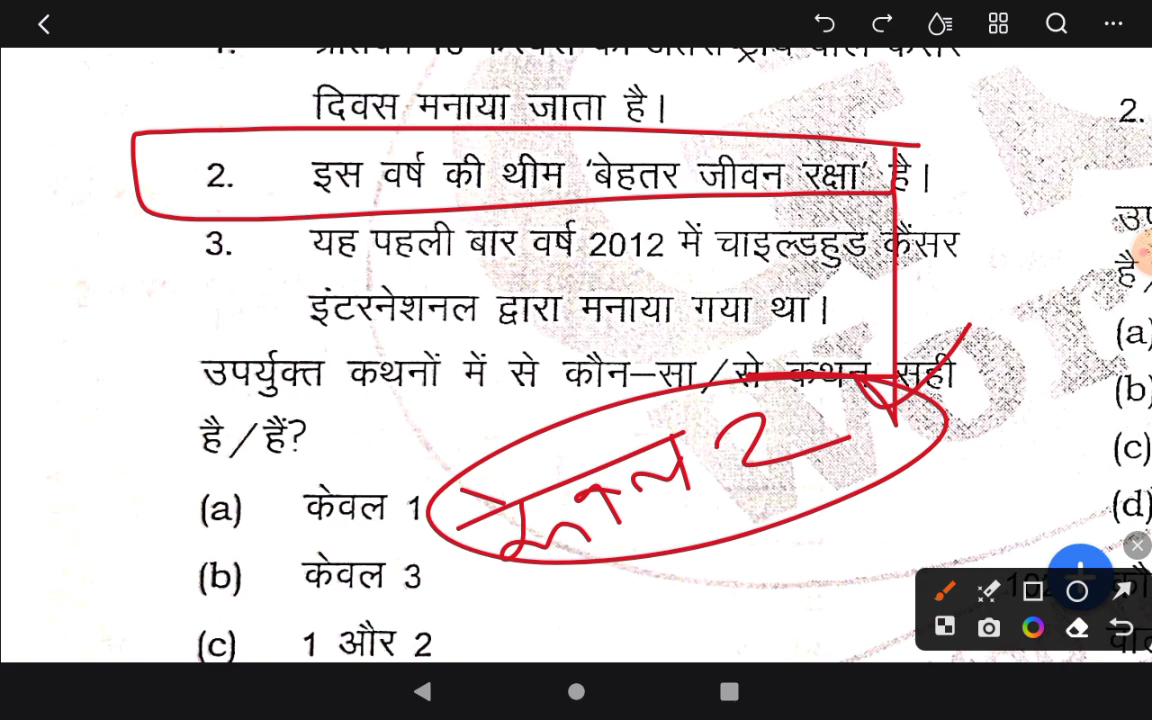 दिवस मनाया जाता है।
2. इस वर्ष की थीम 'बेहतर जीवन रक्षा' है।
3. यह पहली बार वर्ष 2012 में चाइल्डहुड कैंसर
इंटरनेशनल द्वारा मनाया गया था।
उपर्युक्त कथनों में से कौन–सा/से कथन सही
है/हैं?
2
(a) केवल 1
(b) केवल 3
(c) 1 और 2
2.
(a)
(b)
(c)
(d)